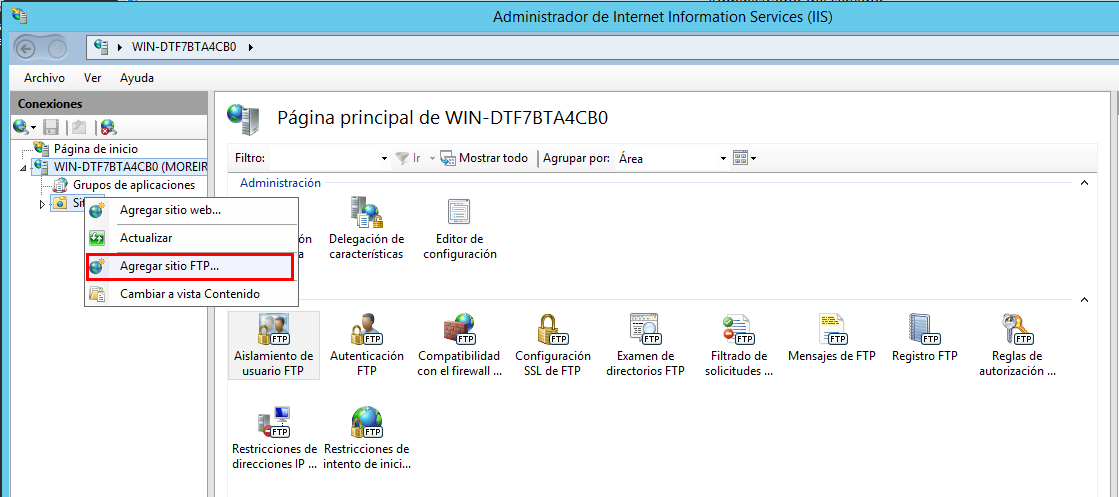 Administrador de Internet Information Services (IIS)
WIN-DTF7BTA4CB0
Archivo Ver Ayuda
Conexiones
Página de inicio
WIN-DTF7BTA4CB0 (MOREIR
Grupos de aplicaciones
Sit
Agregar sitio web...
Actualizar
Agregar sitio FTP...
Cambiar a vista Contenido
Página principal de WIN-DTF7BTA4CB0
Filtro: Ir Mostrar todo Agrupar por: Área
Administración
Delegación de
características
Editor de
configuración
FTP FTP FTP FTP FTP FTP FTP FTP FTP
Aislamiento de
usuario FTP
Autenticación
FTP
Compatibilidad
con el firewall ...
Configuración
SSL de FTP
Examen de
directorios FTP
Filtrado de
solicitudes ...
Mensajes de FTP
Registro FTP
Reglas de
autorización ...
FTP FTP
Restricciones de
direcciones IP ...
Restricciones de
intento de inici...